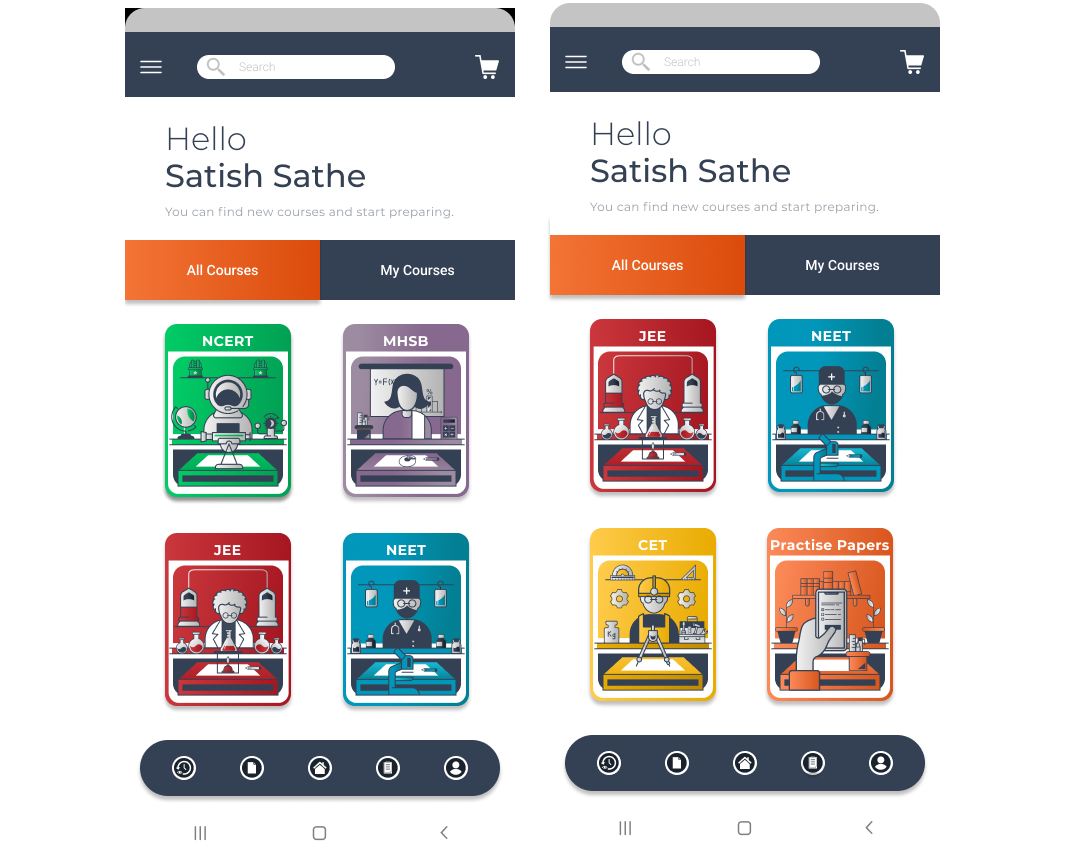 Search
Hello
Satish Sathe
You can find new courses and start preparing.
All Courses
My Courses
NCERT
MHSB
Y=F(X
JEE
NEET
Search
Hello
Satish Sathe
You can find new courses and start preparing.
All Courses
My Courses
JEE
NEET
CET
Practise Papers
Kg